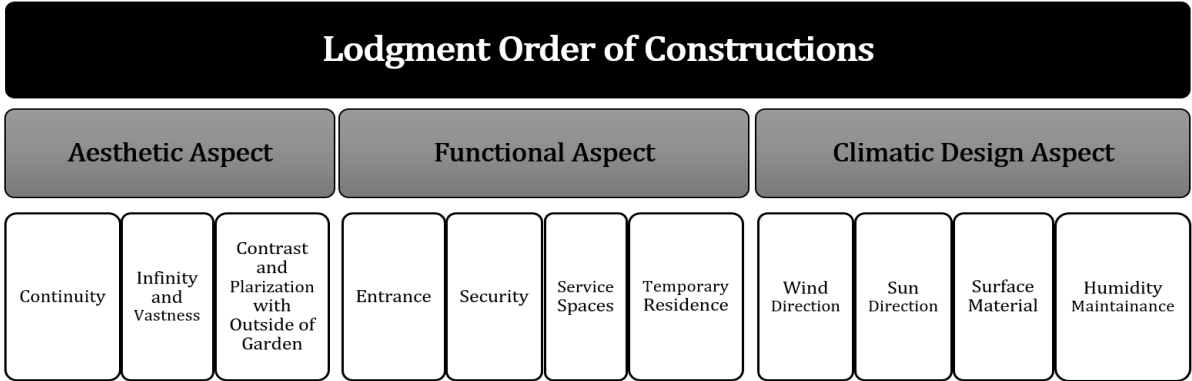 Lodgment Order of Constructions
Aesthetic Aspect
Functional Aspect
Climatic Design Aspect
Continuity
Infinity
and
Vastness
Contrast
and
Plarization
with
Outside of
Garden
Entrance
Security
Service
Spaces
Temporary
Residence
Wind
Direction
Sun
Direction
Surface
Material
Humidity
Maintainance